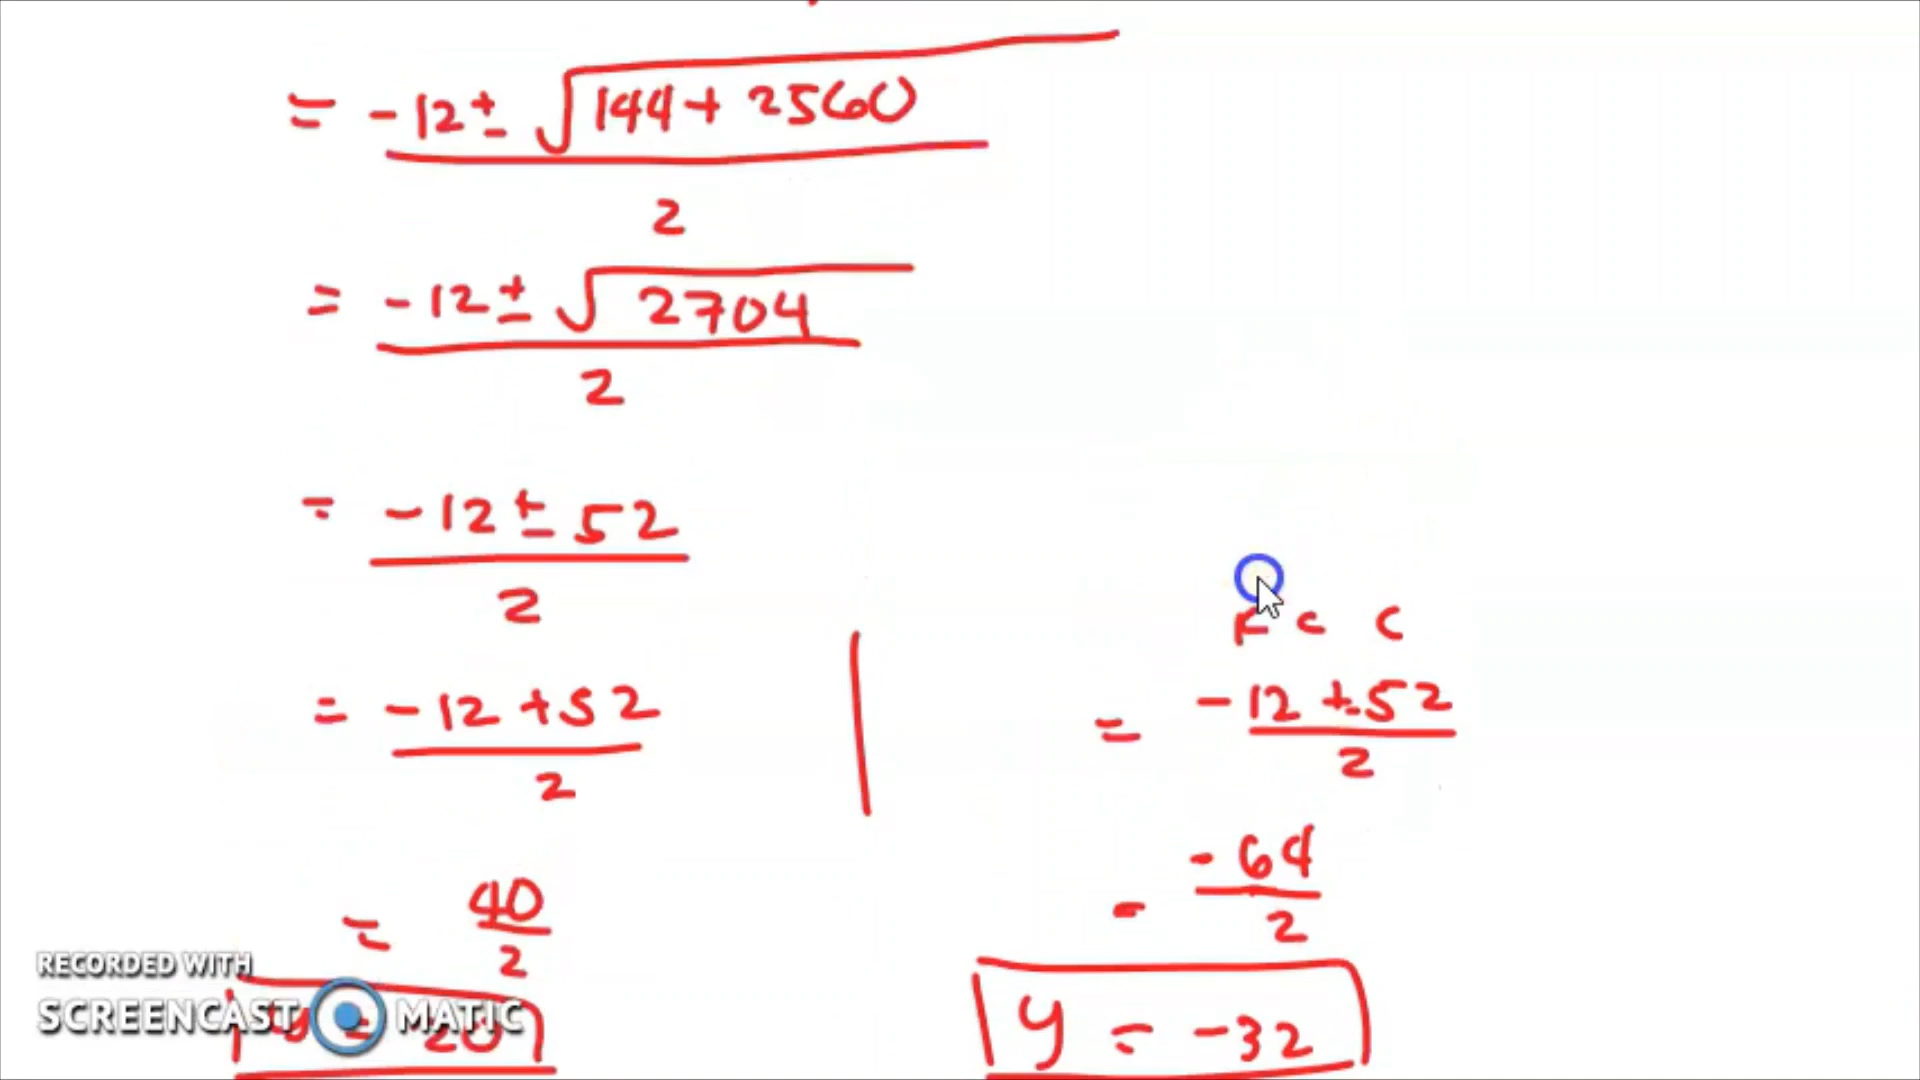 = -12 ± √144 + 2560
2
= -12 ± √2704
2
= -12 ± 52
2
= -12 + 52
2
= 40
2
K C C
= -12 ± 52
2
= -64
2
y = -32
RECORDED WITH
SCREENCAST MATIC
y = 20